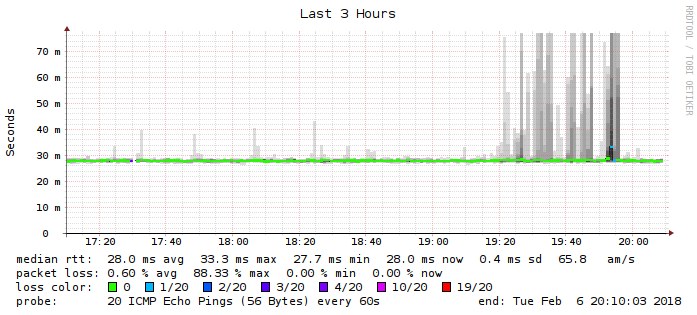 Last 3 Hours
RRDTOOL / TOBI OETIKER
Seconds
70 m
60 m
50 m
40 m
30 m
20 m
10 m
0
17:20 17:40 18:00 18:20 18:40 19:00 19:20 19:40 20:00
median rtt: 28.0 ms avg 33.3 ms max 27.7 ms min 28.0 ms now 0.4 ms sd 65.8 am/s
packet loss: 0.60 % avg 88.33 % max 0.00 % min 0.00 % now
loss color: 0 1/20 2/20 3/20 4/20 10/20 19/20
probe: 20 ICMP Echo Pings (56 Bytes) every 60s end: Tue Feb 6 20:10:03 2018